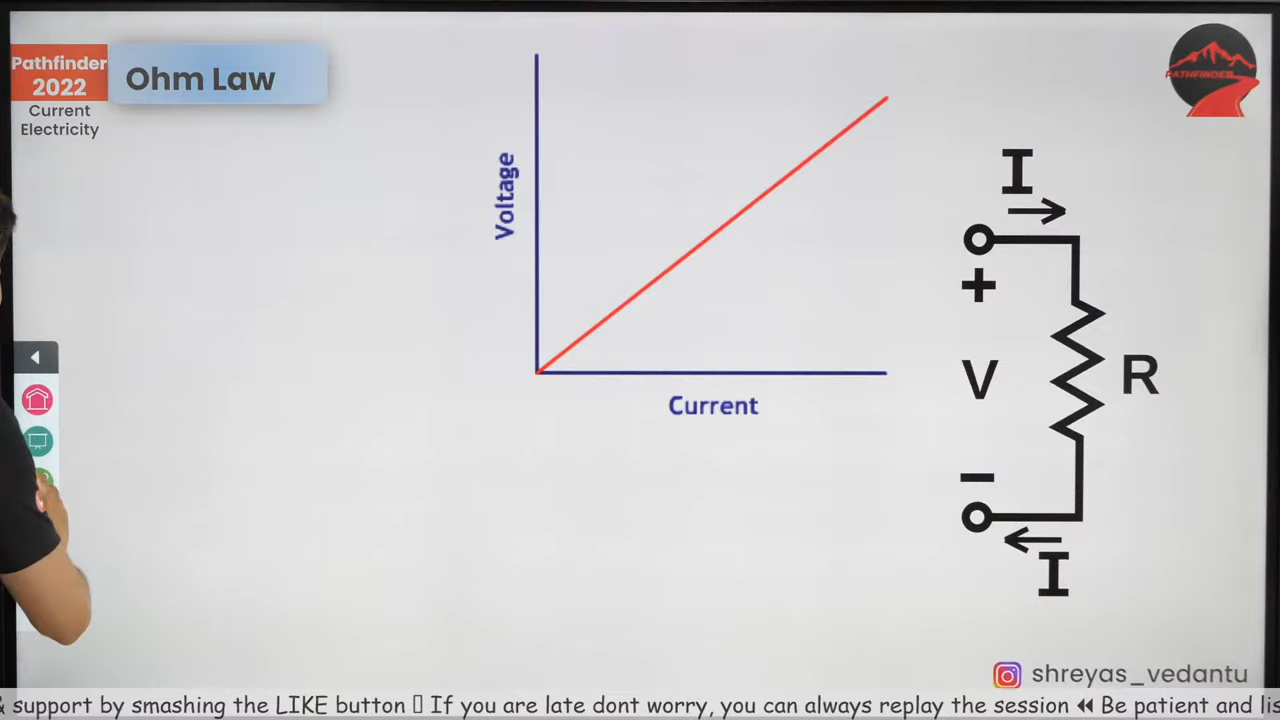 Pathfinder
2022
Current
Electricity
Ohm Law
PATHFINDER
Voltage
Current
I
+
V
R
−
I
shreyas_vedantu
& support by smashing the LIKE button ▯ If you are late dont worry, you can always replay the session ⏪ Be patient and lis